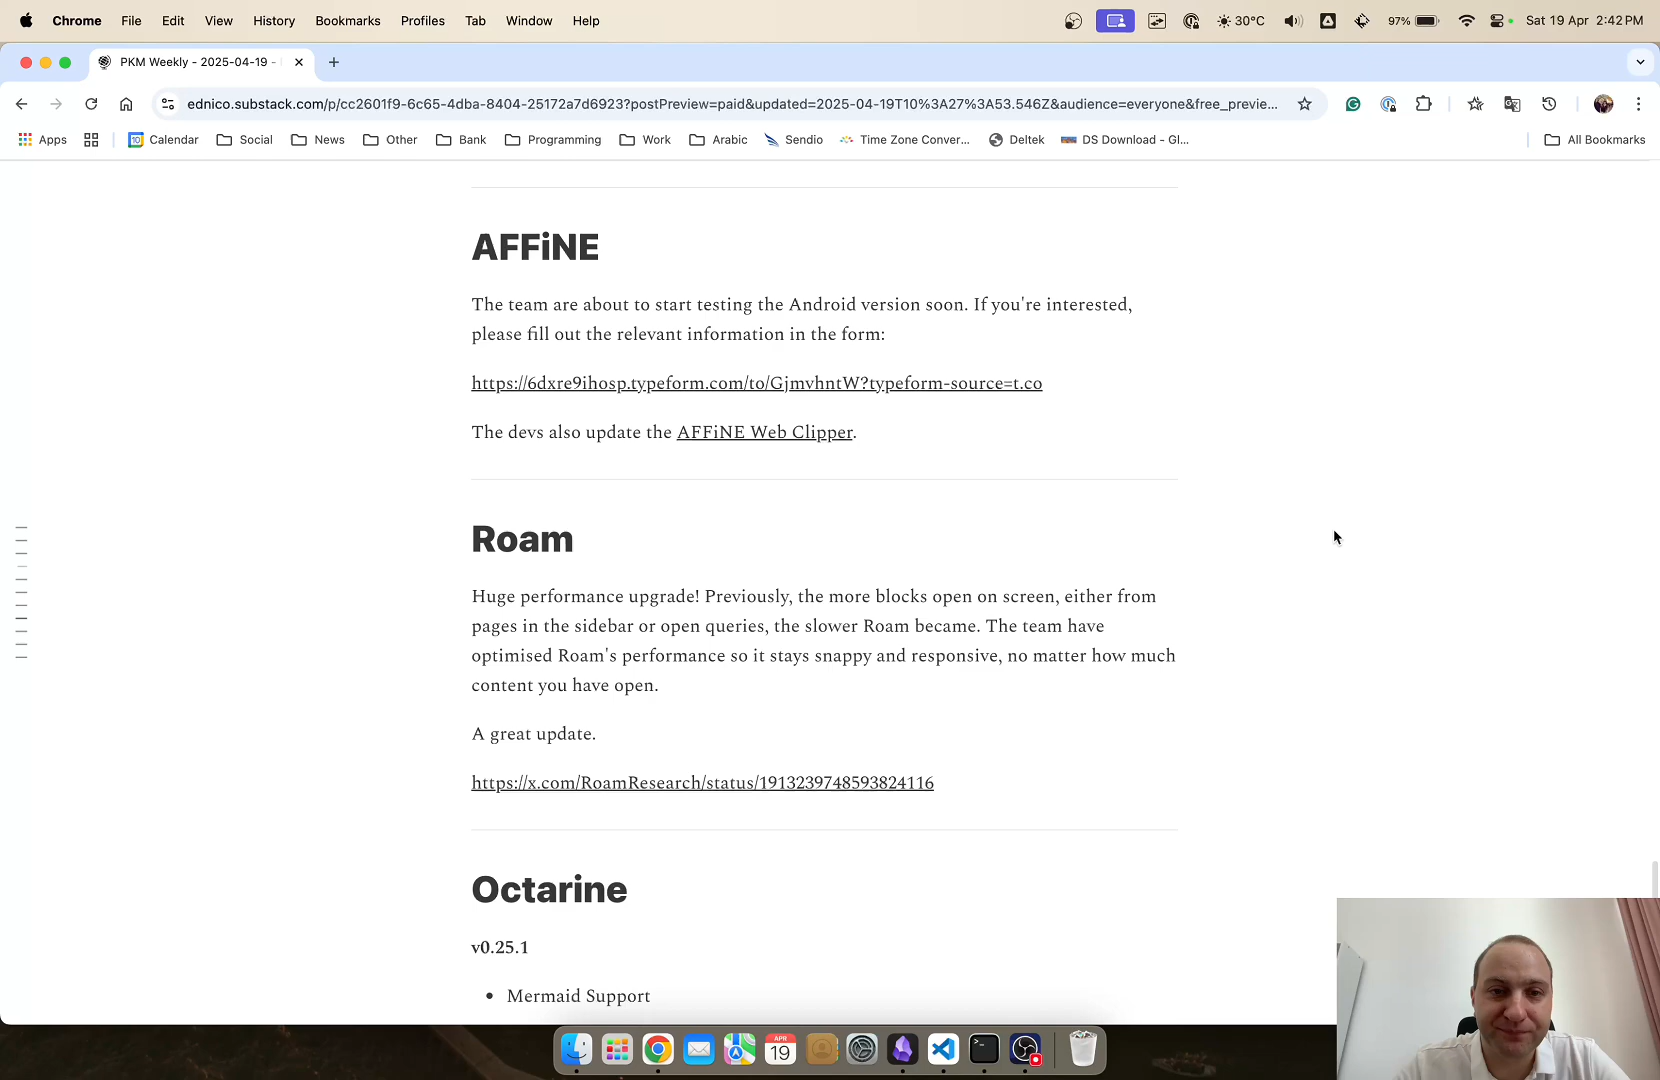 Chrome File Edit View History Bookmarks Profiles Tab Window Help 30°C 97% Sat 19 Apr 2:42 PM
PKM Weekly - 2025-04-19 -
ednico.substack.com/p/cc2601f9-6c65-4dba-8404-25172a7d6923?postPreview=paid&updated=2025-04-19T10%3A27%3A53.546Z&audience=everyone&free_previe...
Apps Calendar Social News Other Bank Programming Work Arabic Sendio Time Zone Conver... Deltek DS Download - Gl... All Bookmarks
AFFiNE
The team are about to start testing the Android version soon. If you're interested,
please fill out the relevant information in the form:
https://6dxre9ihosp.typeform.com/to/GjmvhntW?typeform-source=t.co
The devs also update the AFFiNE Web Clipper.
Roam
Huge performance upgrade! Previously, the more blocks open on screen, either from
pages in the sidebar or open queries, the slower Roam became. The team have
optimised Roam's performance so it stays snappy and responsive, no matter how much
content you have open.
A great update.
https://x.com/RoamResearch/status/1913239748593824116
Octarine
v0.25.1
• Mermaid Support
APR
19